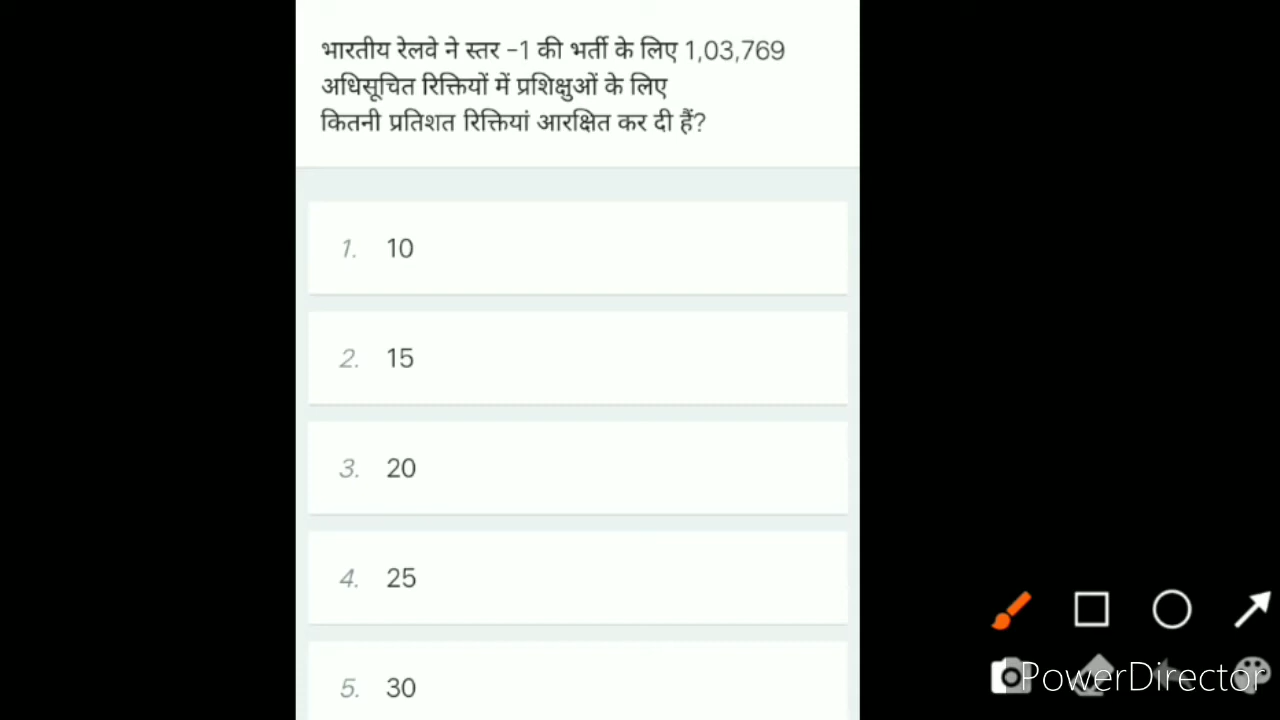 भारतीय रेलवे ने स्तर -1 की भर्ती के लिए 1,03,769
अधिसूचित रिक्तियों में प्रशिक्षुओं के लिए
कितनी प्रतिशत रिक्तियां आरक्षित कर दी हैं?
1. 10
2. 15
3. 20
4. 25
5. 30
PowerDirector